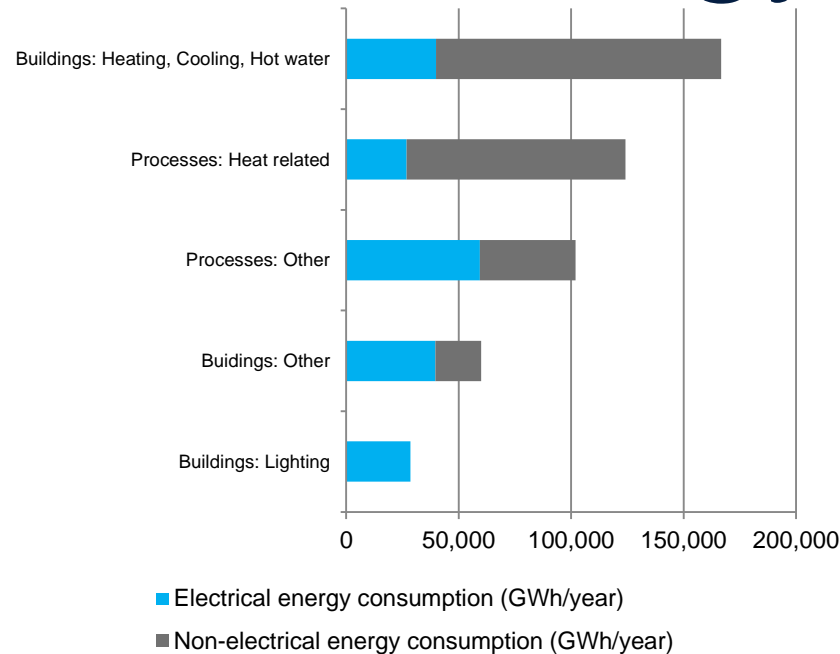 Buildings: Heating, Cooling, Hot water
Processes: Heat related
Processes: Other
Buidings: Other
Buildings: Lighting
0 50,000 100,000 150,000 200,000
Electrical energy consumption (GWh/year)
Non-electrical energy consumption (GWh/year)